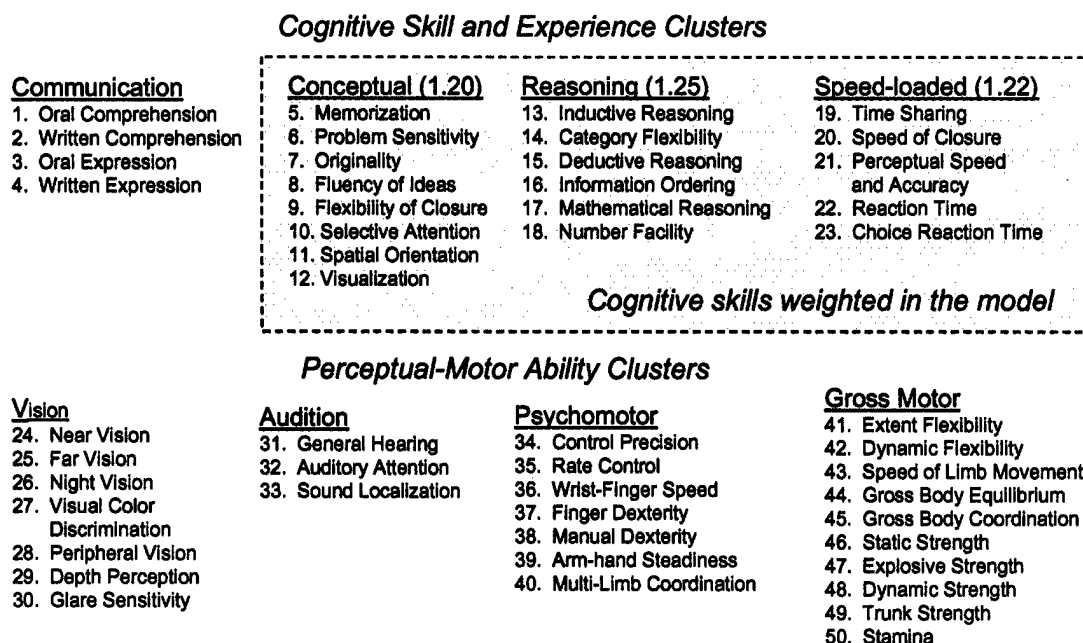 Cognitive Skill and Experience Clusters
Communication
1. Oral Comprehension
2. Written Comprehension
3. Oral Expression
4. Written Expression
Conceptual (1.20)
5. Memorization
6. Problem Sensitivity
7. Originality
8. Fluency of Ideas
9. Flexibility of Closure
10. Selective Attention
11. Spatial Orientation
12. Visualization
Reasoning (1.25)
13. Inductive Reasoning
14. Category Flexibility
15. Deductive Reasoning
16. Information Ordering
17. Mathematical Reasoning
18. Number Facility
Speed-loaded (1.22)
19. Time Sharing
20. Speed of Closure
21. Perceptual Speed
and Accuracy
22. Reaction Time
23. Choice Reaction Time
Cognitive skills weighted in the model
Perceptual-Motor Ability Clusters
Vision
24. Near Vision
25. Far Vision
26. Night Vision
27. Visual Color
Discrimination
28. Peripheral Vision
29. Depth Perception
30. Glare Sensitivity
Audition
31. General Hearing
32. Auditory Attention
33. Sound Localization
Psychomotor
34. Control Precision
35. Rate Control
36. Wrist-Finger Speed
37. Finger Dexterity
38. Manual Dexterity
39. Arm-hand Steadiness
40. Multi-Limb Coordination
Gross Motor
41. Extent Flexibility
42. Dynamic Flexibility
43. Speed of Limb Movement
44. Gross Body Equilibrium
45. Gross Body Coordination
46. Static Strength
47. Explosive Strength
48. Dynamic Strength
49. Trunk Strength
50. Stamina